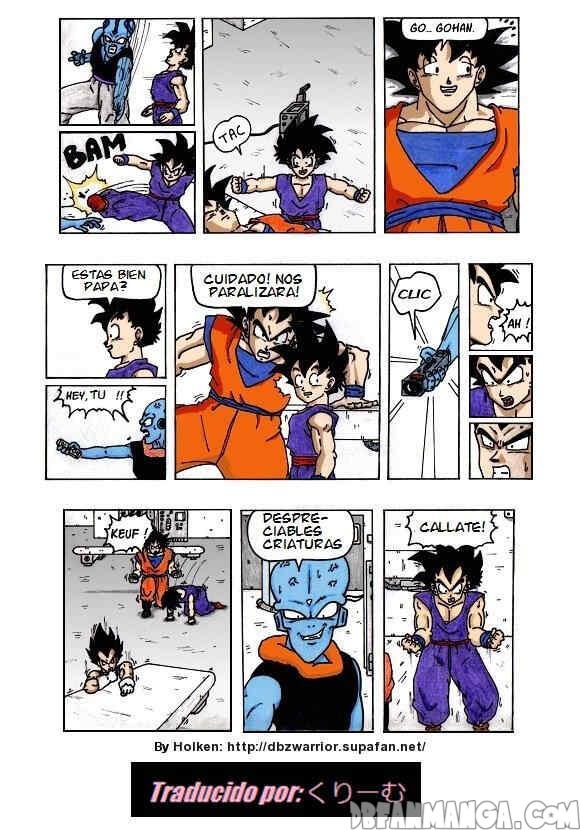 BAM
TAC
GO... GOHAN.
ESTAS BIEN
PAPA?
HEY, TU !!
CUIDADO! NOS
PARALIZARA!
CLIC
AH !
KEUF !
DESPRE-
CIABLES
CRIATURAS
CALLATE!
By Holken: http://dbzwarrior.supafan.net/
Traducido por: くりーむ
DBFANMANGA.COM